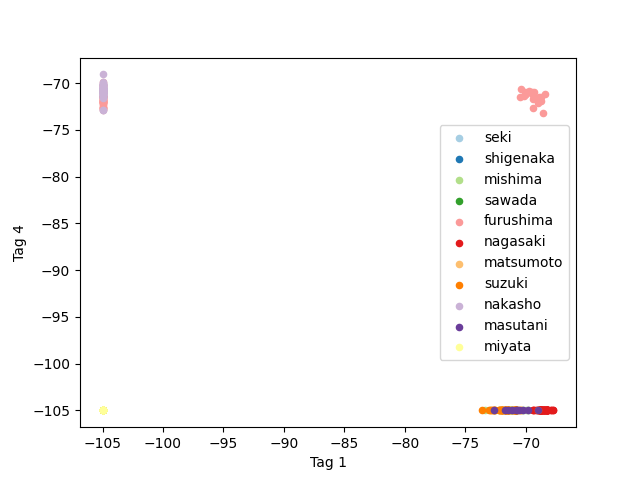 −70
−75
−80
−85
−90
−95
−100
−105
Tag 4
seki
shigenaka
mishima
sawada
furushima
nagasaki
matsumoto
suzuki
nakasho
masutani
miyata
−105 −100 −95 −90 −85 −80 −75 −70
Tag 1